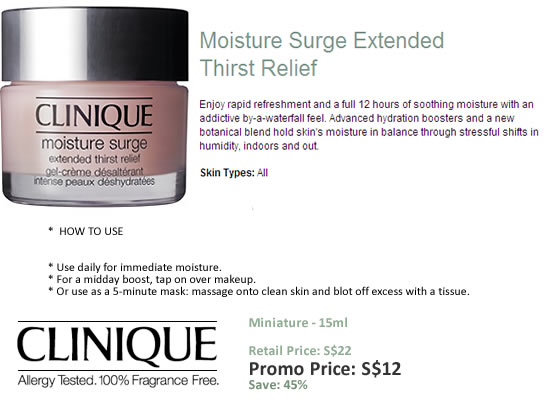 CLINIQUE
moisture surge
extended thirst relief
gel-crème désaltérant
intense peaux déshydratées
Moisture Surge Extended
Thirst Relief
Enjoy rapid refreshment and a full 12 hours of soothing moisture with an
addictive by-a-waterfall feel. Advanced hydration boosters and a new
botanical blend hold skin's moisture in balance through stressful shifts in
humidity, indoors and out.
Skin Types: All
* HOW TO USE
* Use daily for immediate moisture.
* For a midday boost, tap on over makeup.
* Or use as a 5-minute mask: massage onto clean skin and blot off excess with a tissue.
CLINIQUE
Allergy Tested. 100% Fragrance Free.
Miniature - 15ml
Retail Price: S$22
Promo Price: S$12
Save: 45%